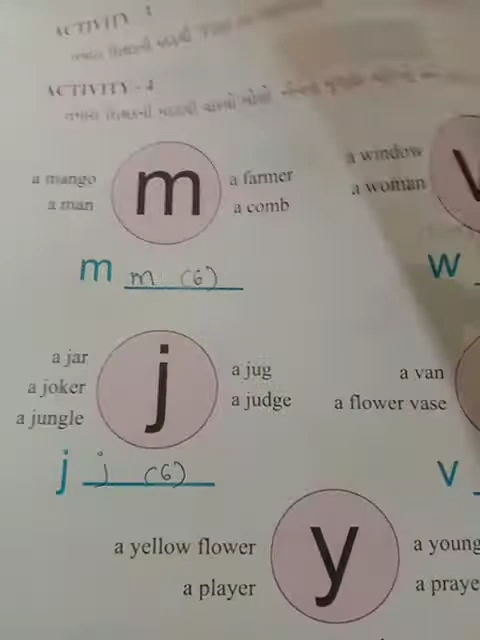 ACTIVITY - 4
a mango
a man
m
a farmer
a comb
a window
a woman
m m (6)
w
a jar
a joker
a jungle
j
a jug
a judge
a van
a flower vase
j j (6)
v
a yellow flower
a player
y
a young